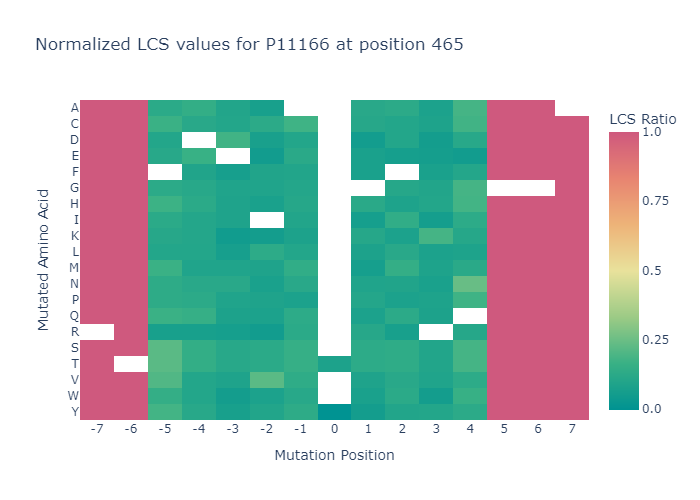 Normalized LCS values for P11166 at position 465
LCS Ratio
1.0
0.75
0.5
0.25
0.0
Mutated Amino Acid
A
C
D
E
F
G
H
I
K
L
M
N
P
Q
R
S
T
V
W
Y
-7 -6 -5 -4 -3 -2 -1 0 1 2 3 4 5 6 7
Mutation Position